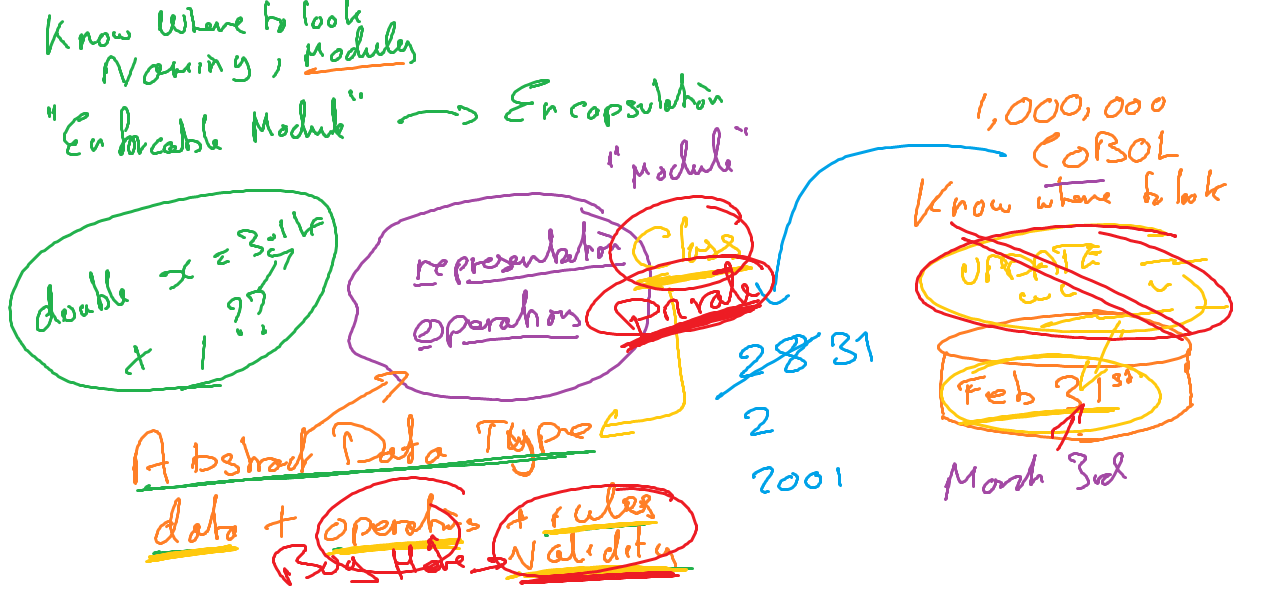 Know Where to look
Naming, Modules
"Enforcable Module" → Encapsulation
"Module"
1,000,000
COBOL
Know where to look
UPDATE
double x = 3.14
??
x 1
representation
operations
Class
Private
28 31
2
2001
Feb 31st
March 3rd
Abstract Data Type
data + operations + rules
Validity
Bug Here →